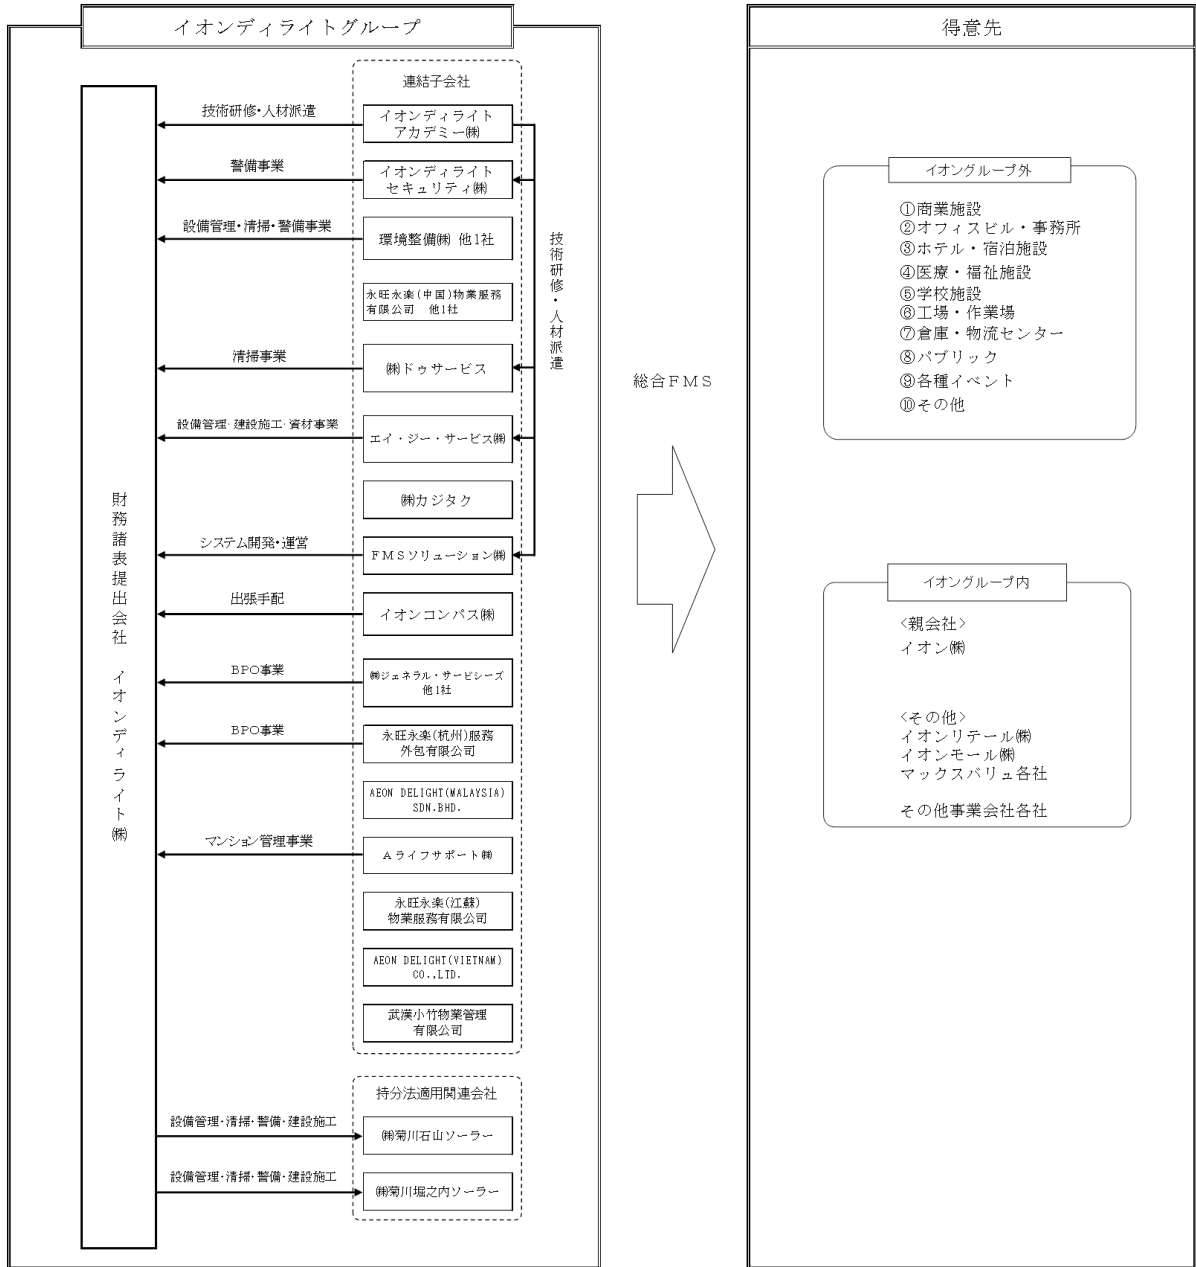 イオンディライトグループ
連結子会社
技術研修・人材派遣
イオンディライト
アカデミー㈱
警備事業
イオンディライト
セキュリティ㈱
設備管理・清掃・警備事業
環境整備㈱ 他1社
永旺永楽(中国)物業服務
有限公司 他1社
清掃事業
㈱ドゥサービス
設備管理・建設施工・資材事業
エイ・ジー・サービス㈱
㈱カジタク
システム開発・運営
FMSソリューション㈱
出張手配
イオンコンパス㈱
BPO事業
㈱ジェネラル・サービシーズ
他1社
BPO事業
永旺永楽(杭州)服務
外包有限公司
AEON DELIGHT(MALAYSIA)
SDN.BHD.
マンション管理事業
Aライフサポート㈱
永旺永楽(江蘇)
物業服務有限公司
AEON DELIGHT(VIETNAM)
CO.,LTD.
武漢小竹物業管理
有限公司
技術研修・人材派遣
財務諸表提出会社 イオンディライト㈱
持分法適用関連会社
設備管理・清掃・警備・建設施工
㈱菊川石山ソーラー
設備管理・清掃・警備・建設施工
㈱菊川堀之内ソーラー
総合FMS
得意先
イオングループ外
①商業施設
②オフィスビル・事務所
③ホテル・宿泊施設
④医療・福祉施設
⑤学校施設
⑥工場・作業場
⑦倉庫・物流センター
⑧パブリック
⑨各種イベント
⑩その他
イオングループ内
<親会社>
イオン㈱
<その他>
イオンリテール㈱
イオンモール㈱
マックスバリュ各社
その他事業会社各社